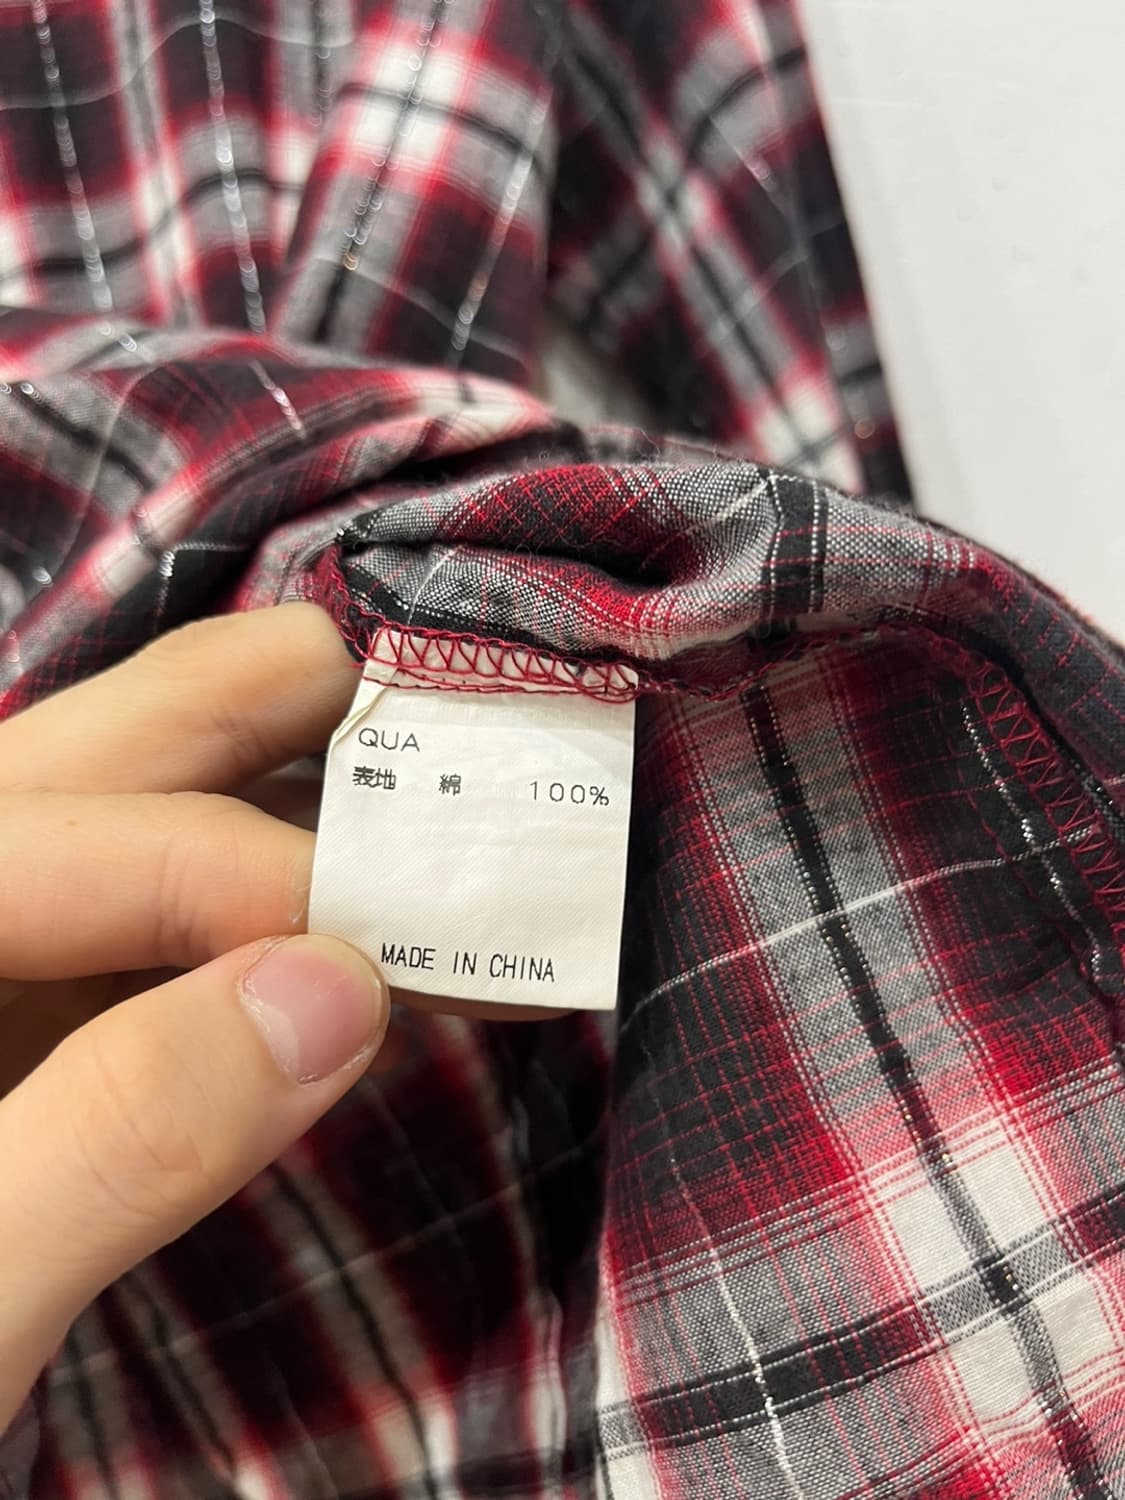 QUA
表地 綿 100%
MADE IN CHINA